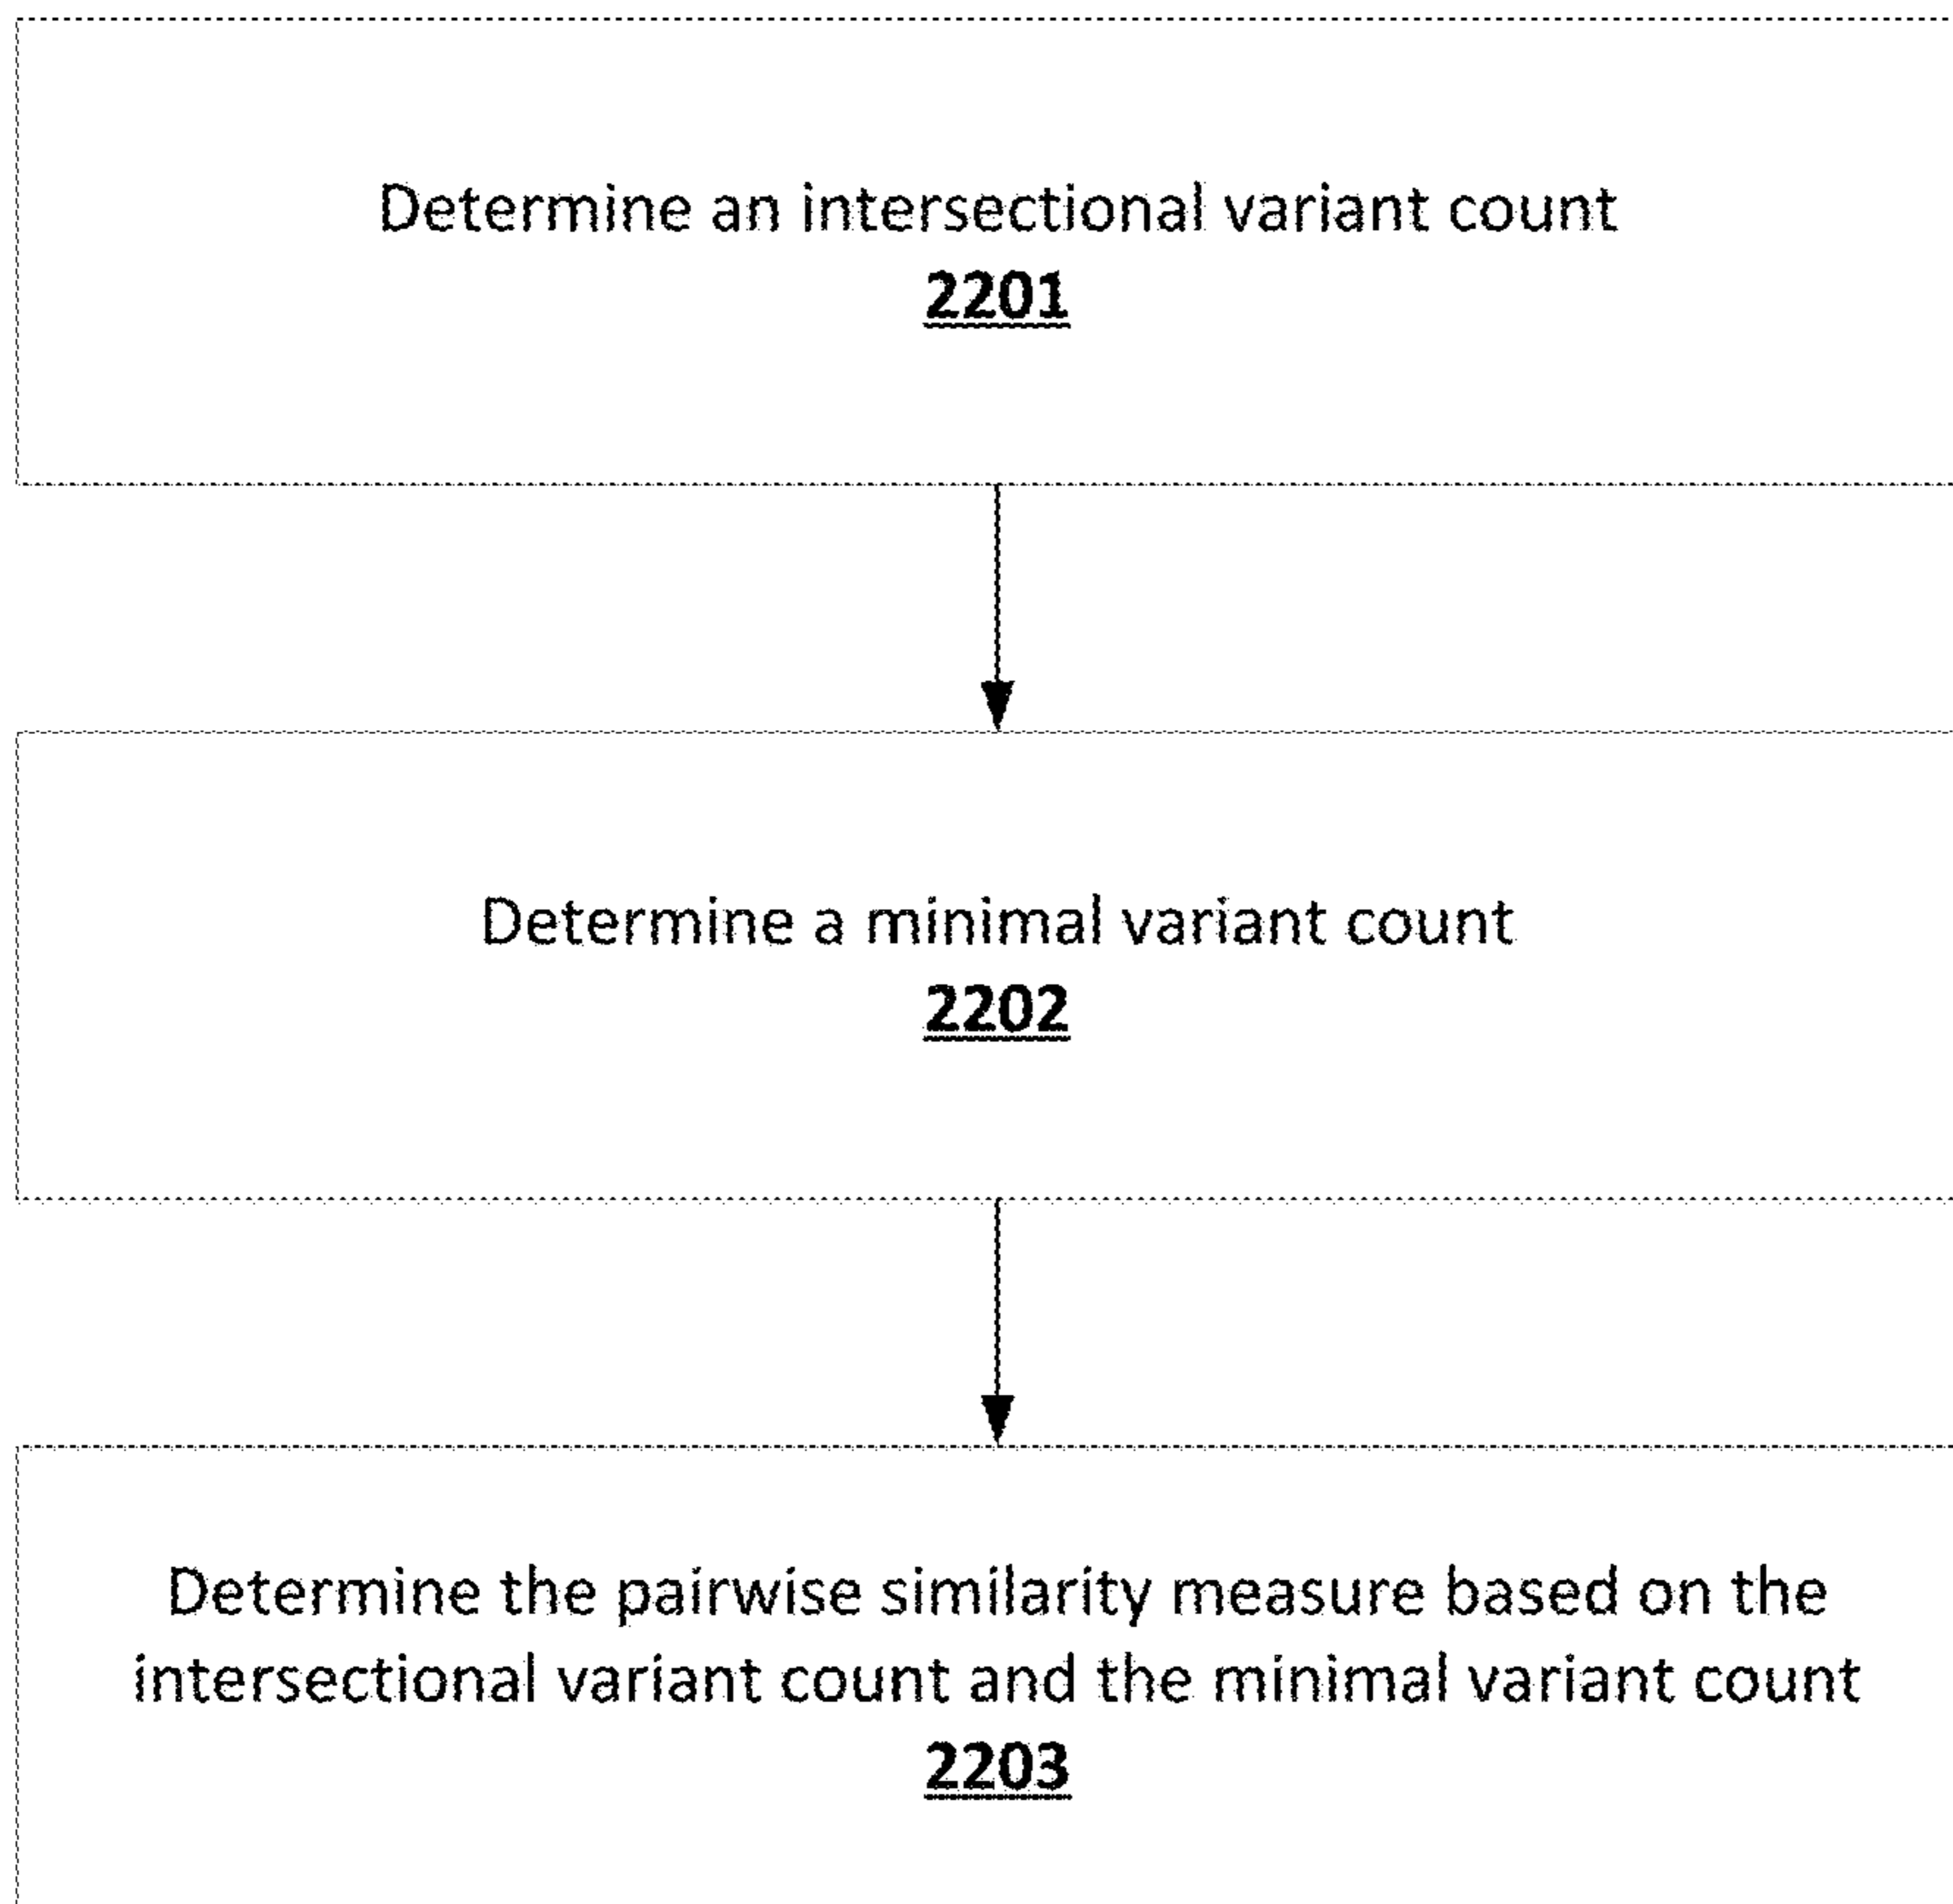 Determine an intersectional variant count
2201
Determine a minimal variant count
2202
Determine the pairwise similarity measure based on the
intersectional variant count and the minimal variant count
2203